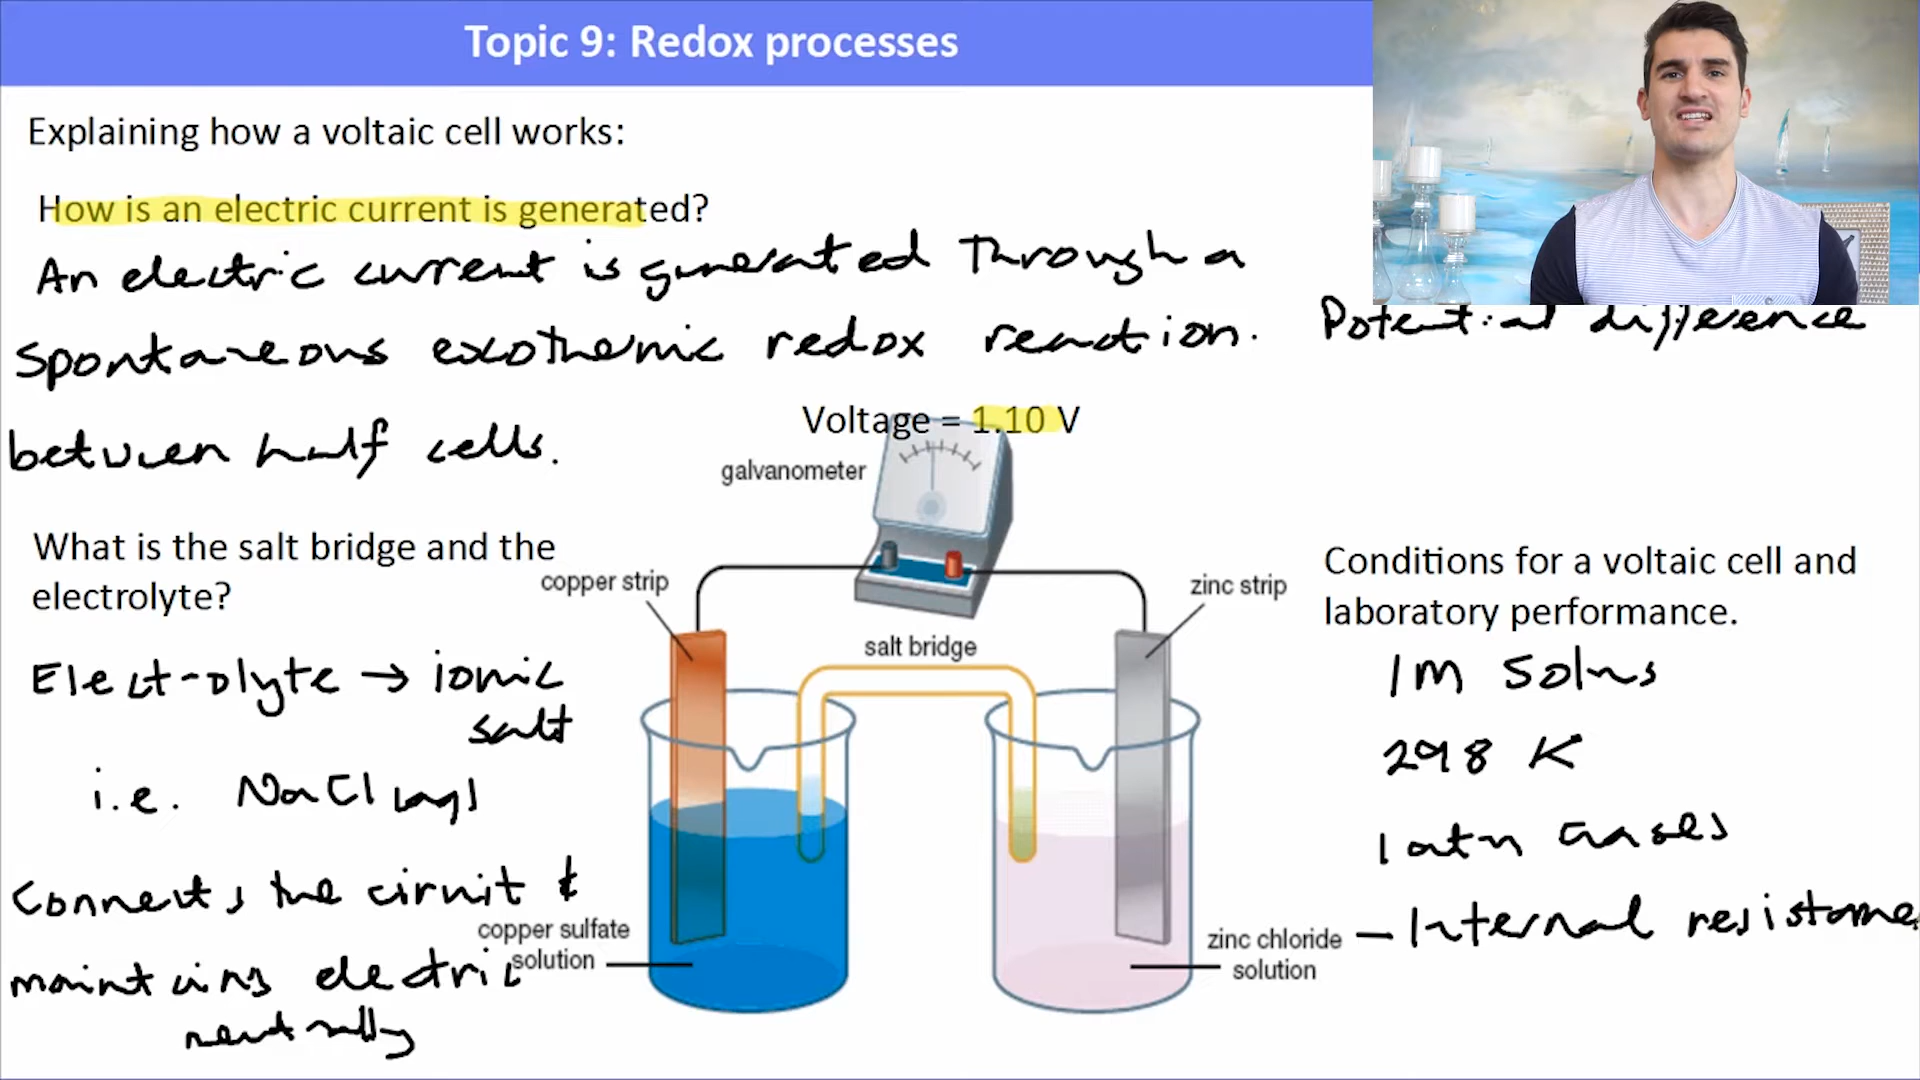 Topic 9: Redox processes
Explaining how a voltaic cell works:
How is an electric current is generated?
An electric current is generated through a
spontaneous exothermic redox reaction.
between half cells.
Potential difference
Voltage = 1.10 V
galvanometer
What is the salt bridge and the
electrolyte?
copper strip
zinc strip
salt bridge
Electrolyte → ionic
salt
i.e. NaCl (aq)
Connects the circuit &
maintains electric
neutrally
copper sulfate
solution
zinc chloride
solution
Conditions for a voltaic cell and
laboratory performance.
1M Solns
298 K
1 atm Gases
— Internal resistance